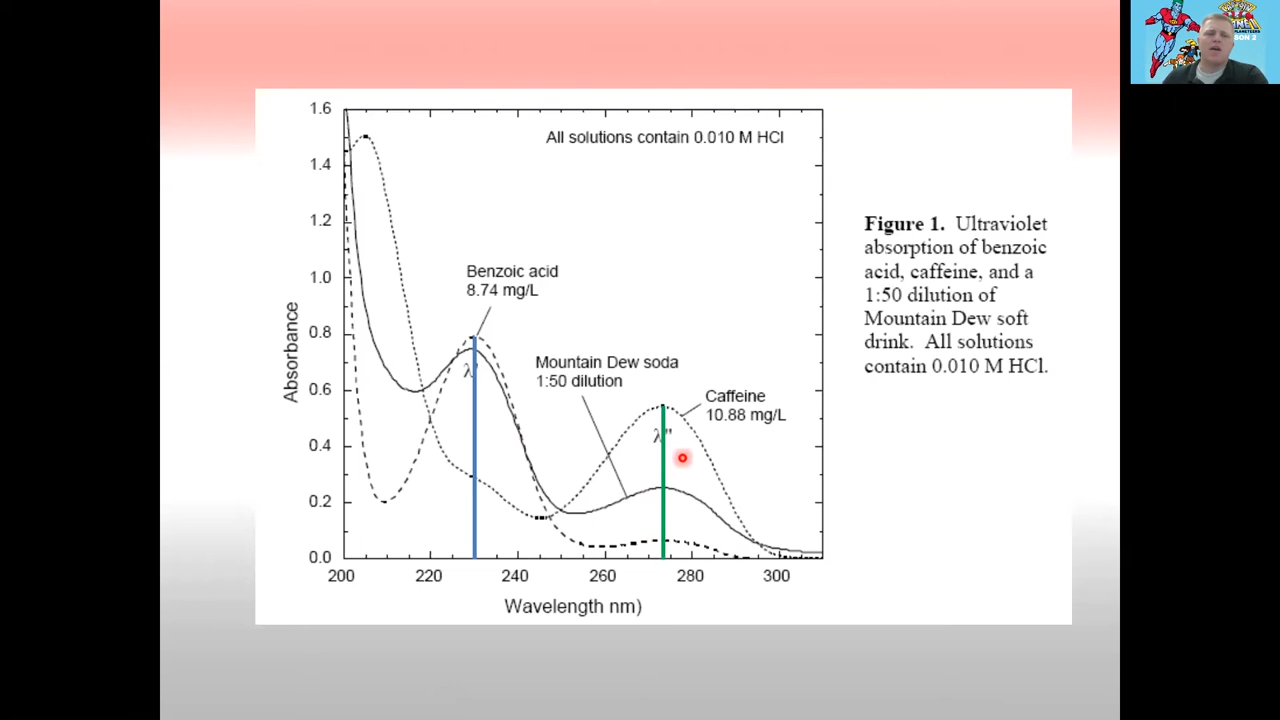 SON 2
1.6
All solutions contain 0.010 M HCl
1.4
1.2
1.0
0.8
0.6
0.4
0.2
0.0
Absorbance
Benzoic acid
8.74 mg/L
λ'
Mountain Dew soda
1:50 dilution
Caffeine
10.88 mg/L
λ"
200 220 240 260 280 300
Wavelength nm)
Figure 1. Ultraviolet
absorption of benzoic
acid, caffeine, and a
1:50 dilution of
Mountain Dew soft
drink. All solutions
contain 0.010 M HCl.